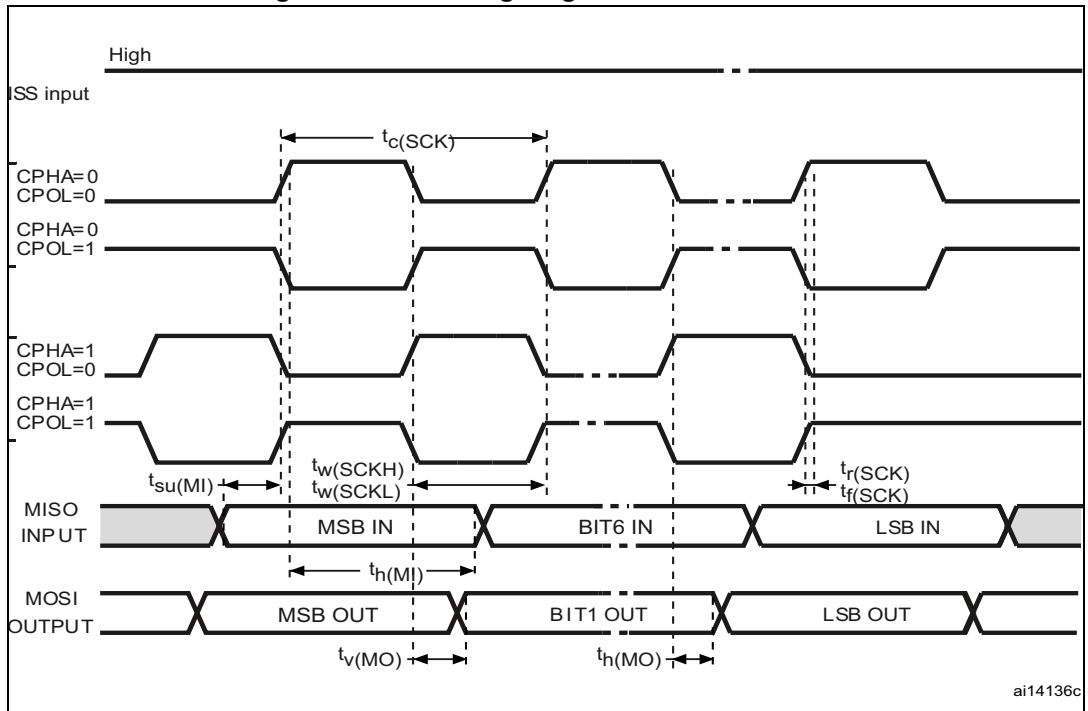 High
NSS input
tc(SCK)
CPHA=0
CPOL=0
CPHA=0
CPOL=1
CPHA=1
CPOL=0
CPHA=1
CPOL=1
tsu(MI)
tw(SCKH)
tw(SCKL)
tr(SCK)
tf(SCK)
MISO
INPUT
MSB IN
BIT6 IN
LSB IN
th(MI)
MOSI
OUTPUT
MSB OUT
BIT1 OUT
LSB OUT
tv(MO)
th(MO)
ai14136c